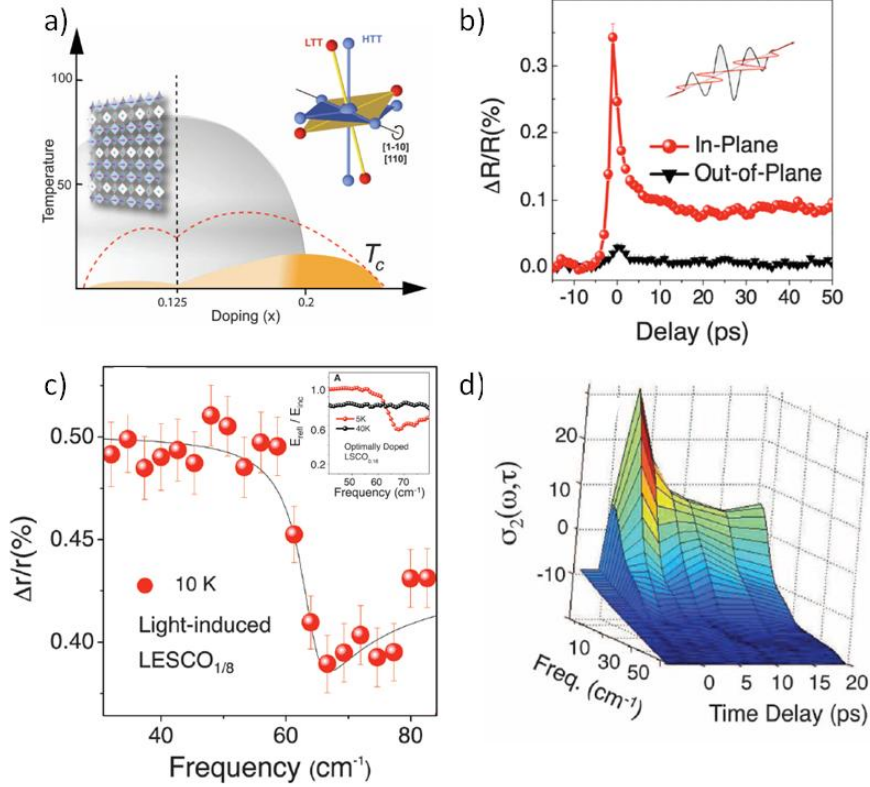 a)
LTT
HTT
100
Temperature
50
[1-10]
[110]
Tc
0.125
0.2
Doping (x)
b)
0.3
0.2
0.1
0.0
ΔR/R(%)
In-Plane
Out-of-Plane
-10 0 10 20 30 40 50
Delay (ps)
c)
0.50
0.45
0.40
Δr/r(%)
10 K
Light-induced
LESCO1/8
40 60 80
Frequency (cm-1)
A
1.0
0.8
0.6
0.2
Erefl / Einc
5K
40K
Optimally Doped
LSCO0.16
50 60 70
Frequency (cm-1)
d)
20
10
0
-10
σ2(ω,τ)
10 30 50
Freq. (cm-1)
0 5 10 15 20
Time Delay (ps)